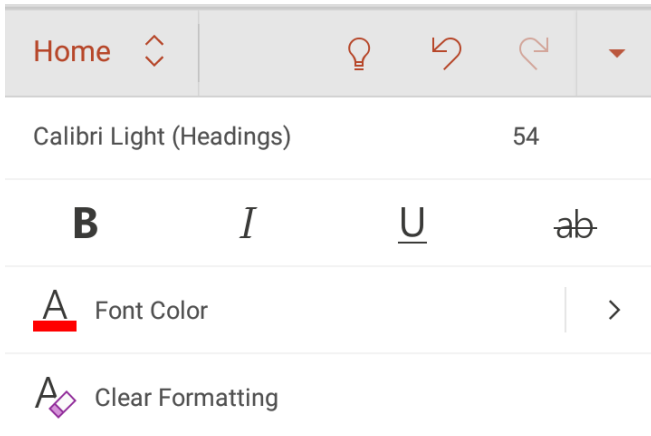 Home
Calibri Light (Headings) 54
B I U ab
A Font Color
A Clear Formatting